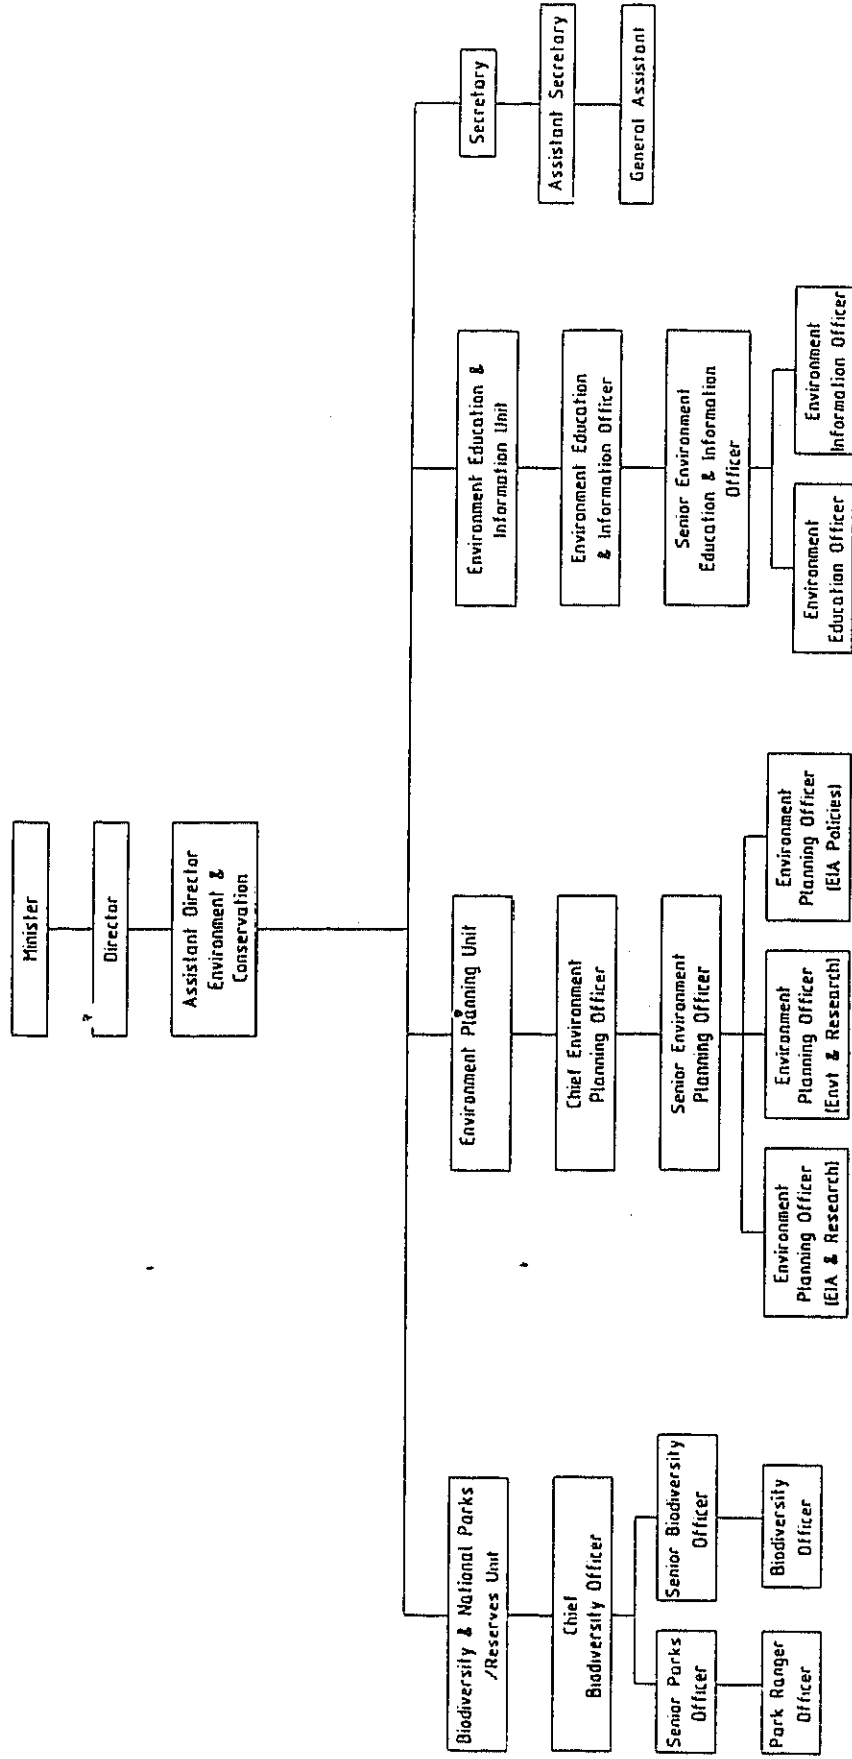 Minister
Director
Assistant Director
Environment &
Conservation
Biodiversity & National Parks
/Reserves Unit
Chief
Biodiversity Officer
Senior Parks
Officer
Park Ranger
Officer
Senior Biodiversity
Officer
Biodiversity
Officer
Environment Planning Unit
Chief Environment
Planning Officer
Senior Environment
Planning Officer
Environment
Planning Officer
(EIA & Research)
Environment
Planning Officer
(Envt & Research)
Environment
Planning Officer
(EIA Policies)
Environment Education &
Information Unit
Environment Education
& Information Officer
Senior Environment
Education & Information
Officer
Environment
Education Officer
Environment
Information Officer
Secretary
Assistant Secretary
General Assistant